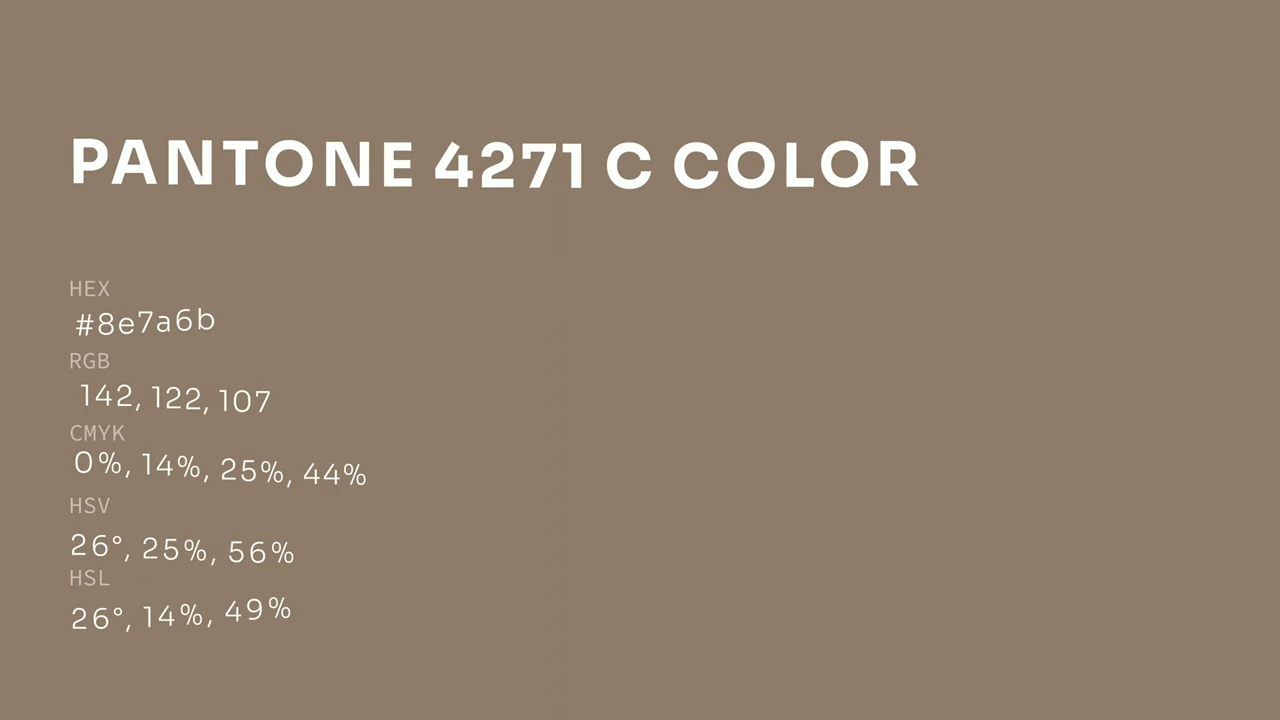 PANTONE 4271 C COLOR
HEX
#8e7a6b
RGB
142, 122, 107
CMYK
0%, 14%, 25%, 44%
HSV
26°, 25%, 56%
HSL
26°, 14%, 49%